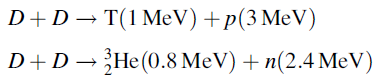 D + D → T(1 MeV) + p(3 MeV)
D + D → ³₂He(0.8 MeV) + n(2.4 MeV)